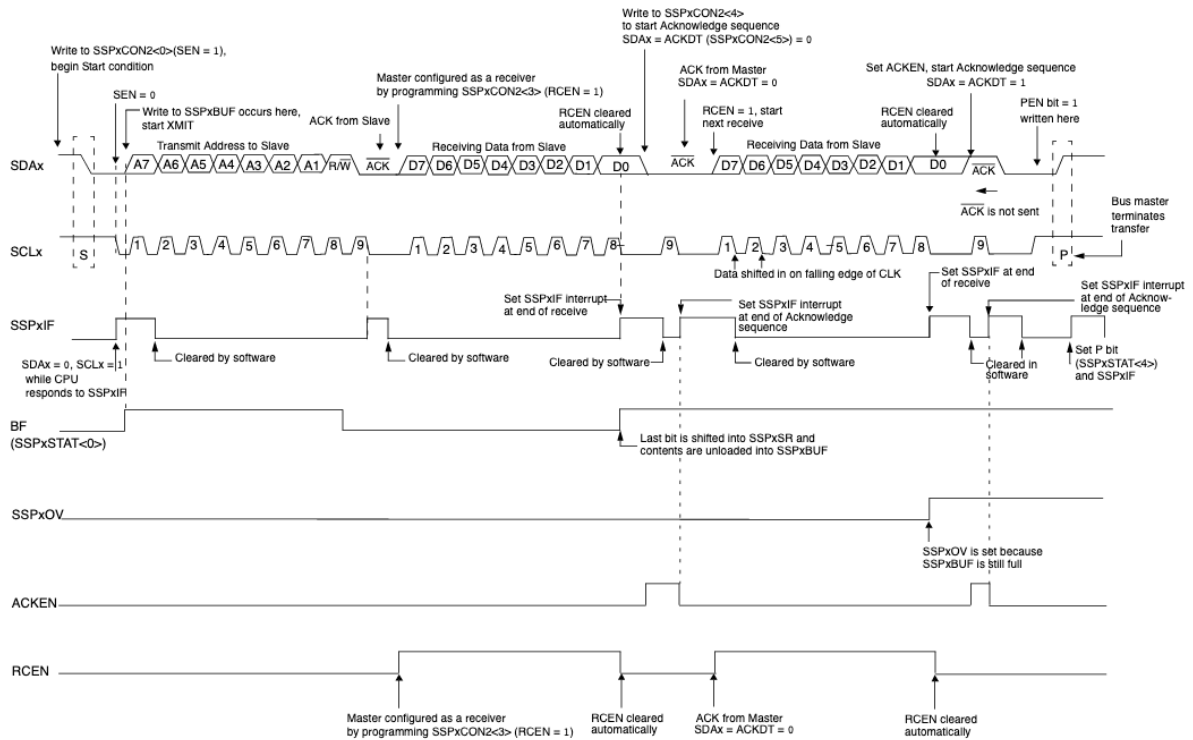 Write to SSPxCON2<4>
to start Acknowledge sequence
SDAx = ACKDT (SSPxCON2<5>) = 0
Write to SSPxCON2<0>(SEN = 1),
begin Start condition
ACK from Master
SDAx = ACKDT = 0
Set ACKEN, start Acknowledge sequence
SDAx = ACKDT = 1
SEN = 0
Master configured as a receiver
by programming SSPxCON2<3> (RCEN = 1)
Write to SSPxBUF occurs here,
start XMIT
RCEN cleared
automatically
RCEN = 1, start
next receive
RCEN cleared
automatically
PEN bit = 1
written here
ACK from Slave
Transmit Address to Slave
Receiving Data from Slave
Receiving Data from Slave
SDAx
A7 A6 A5 A4 A3 A2 A1 R/W ACK D7 D6 D5 D4 D3 D2 D1 D0 ACK D7 D6 D5 D4 D3 D2 D1 D0 ACK
ACK is not sent
Bus master
terminates
transfer
SCLx
S 1 2 3 4 5 6 7 8 9 1 2 3 4 5 6 7 8 9 1 2 3 4 5 6 7 8 9 P
Data shifted in on falling edge of CLK
Set SSPxIF at end
of receive
Set SSPxIF interrupt
at end of receive
Set SSPxIF interrupt
at end of Acknowledge
sequence
Set SSPxIF interrupt
at end of Acknow-
ledge sequence
SSPxIF
Cleared by software
Cleared by software
Cleared by software
Cleared by software
Cleared in
software
Set P bit
(SSPxSTAT<4>)
and SSPxIF
SDAx = 0, SCLx = 1
while CPU
responds to SSPxIF
BF
(SSPxSTAT<0>)
Last bit is shifted into SSPxSR and
contents are unloaded into SSPxBUF
SSPxOV
SSPxOV is set because
SSPxBUF is still full
ACKEN
RCEN
Master configured as a receiver
by programming SSPxCON2<3> (RCEN = 1)
RCEN cleared
automatically
ACK from Master
SDAx = ACKDT = 0
RCEN cleared
automatically